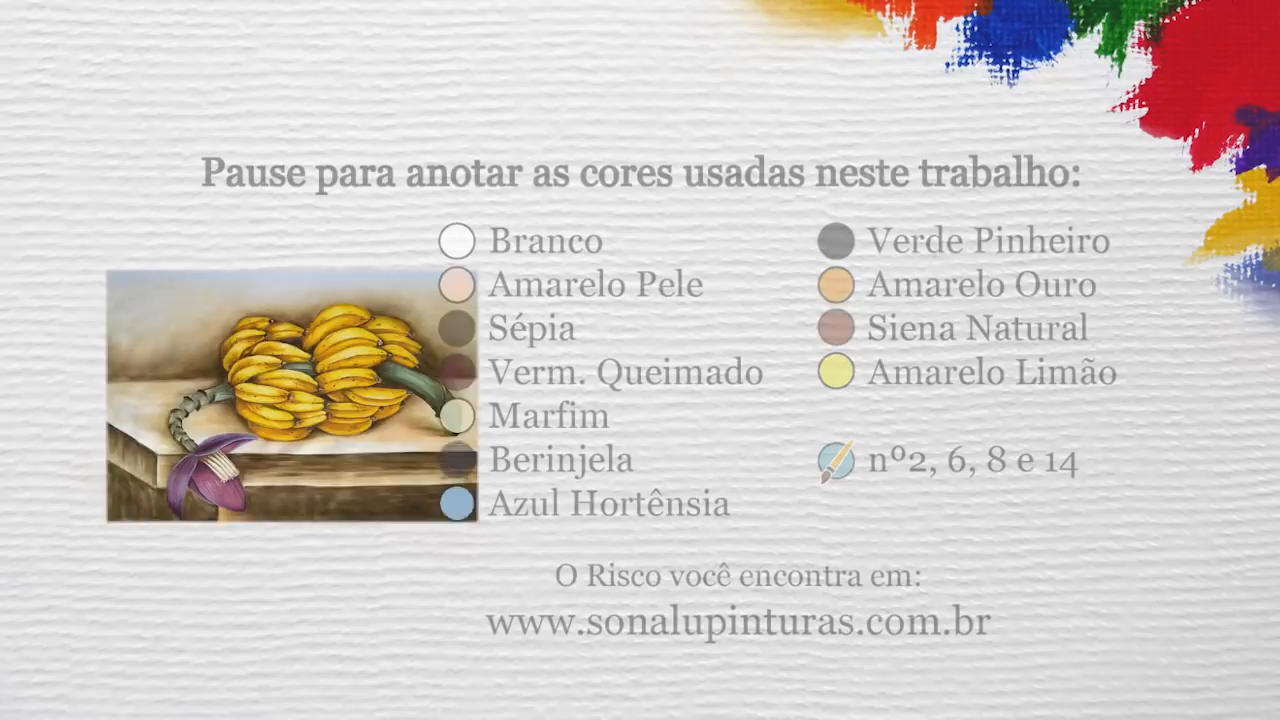 Pause para anotar as cores usadas neste trabalho:
Branco
Amarelo Pele
Sépia
Verm. Queimado
Marfim
Berinjela
Azul Hortênsia
Verde Pinheiro
Amarelo Ouro
Siena Natural
Amarelo Limão
nº2, 6, 8 e 14
O Risco você encontra em:
www.sonalupinturas.com.br